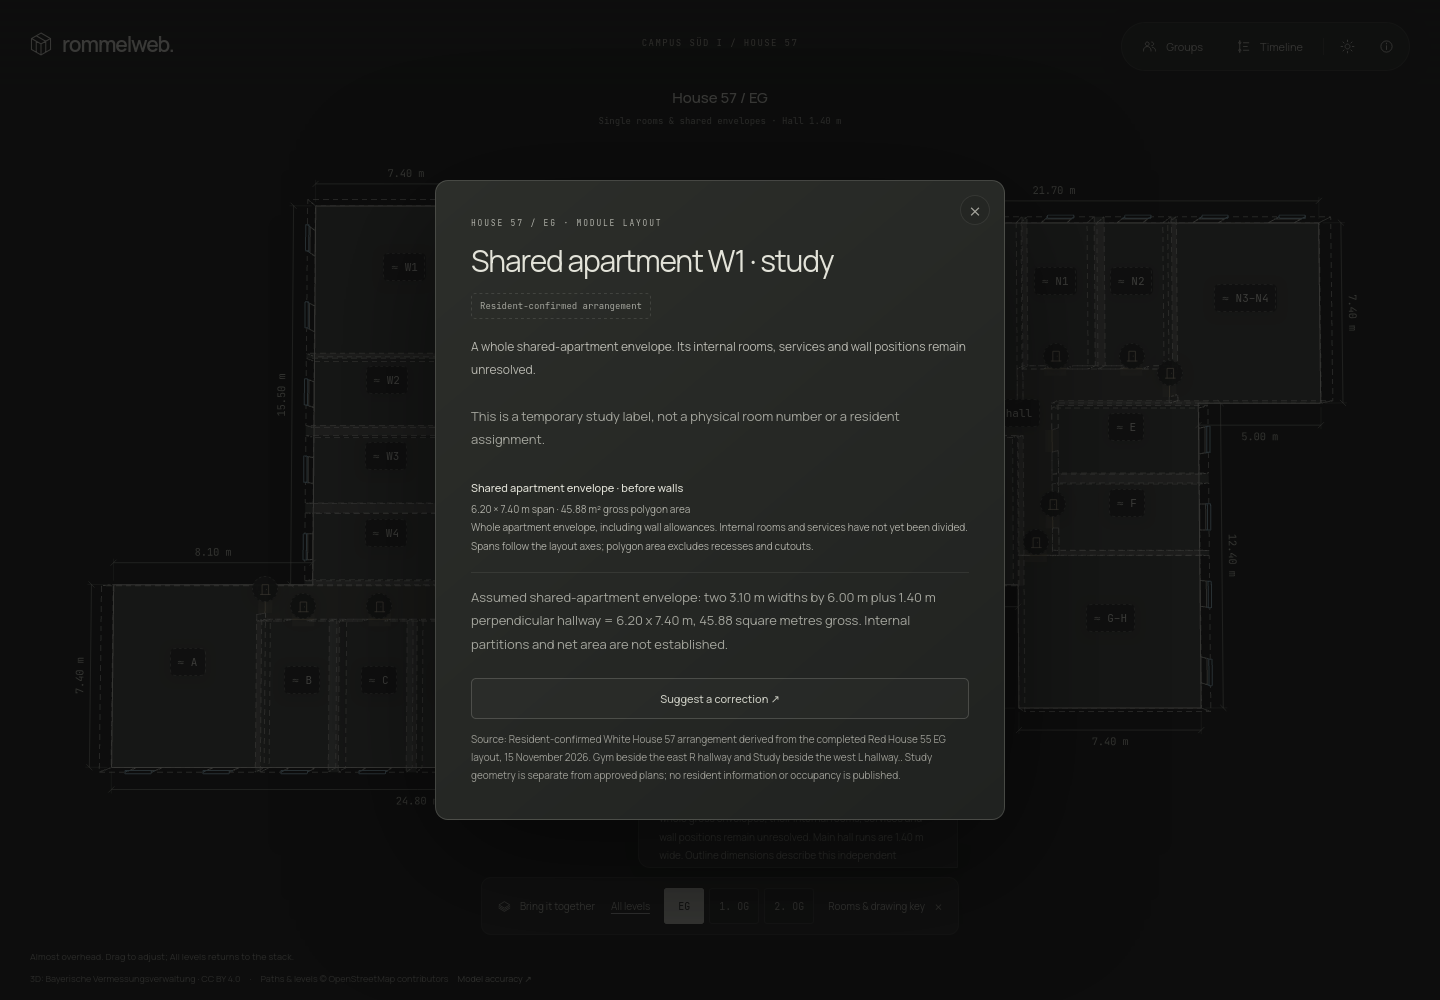 rommelweb.
CAMPUS SÜD I / HOUSE 57
Groups
Timeline
House 57 / EG
Single rooms & shared envelopes · Hall 1.40 m
7.40 m
21.70 m
HOUSE 57 / EG · MODULE LAYOUT
×
Shared apartment W1 · study
Resident-confirmed arrangement
A whole shared-apartment envelope. Its internal rooms, services and wall positions remain
unresolved.
This is a temporary study label, not a physical room number or a resident
assignment.
Shared apartment envelope · before walls
6.20 × 7.40 m span · 45.88 m² gross polygon area
Whole apartment envelope, including wall allowances. Internal rooms and services have not yet been divided.
Spans follow the layout axes; polygon area excludes recesses and cutouts.
Assumed shared-apartment envelope: two 3.10 m widths by 6.00 m plus 1.40 m
perpendicular hallway = 6.20 x 7.40 m, 45.88 square metres gross. Internal
partitions and net area are not established.
Suggest a correction ↗
Source: Resident-confirmed White House 57 arrangement derived from the completed Red House 55 EG
layout, 15 November 2026. Gym beside the east R hallway and Study beside the west L hallway.. Study
geometry is separate from approved plans; no resident information or occupancy is published.
≈ W1
≈ W2
≈ W3
≈ W4
15.50 m
8.10 m
≈ A
≈ B
≈ C
7.40 m
24.80
≈ N1
≈ N2
≈ N3–N4
7.40 m
hall
≈ E
5.00 m
≈ F
12.40 m
≈ G–H
7.40 m
wall positions remain unresolved. Main hall runs are 1.40 m
wide. Outline dimensions describe this independent
Bring it together
All levels
EG
1. OG
2. OG
Rooms & drawing key
×
Almost overhead. Drag to adjust. All levels returns to the stack.
3D: Bayerische Vermessungsverwaltung · CC BY 4.0
Paths & levels © OpenStreetMap contributors
Model accuracy ↗